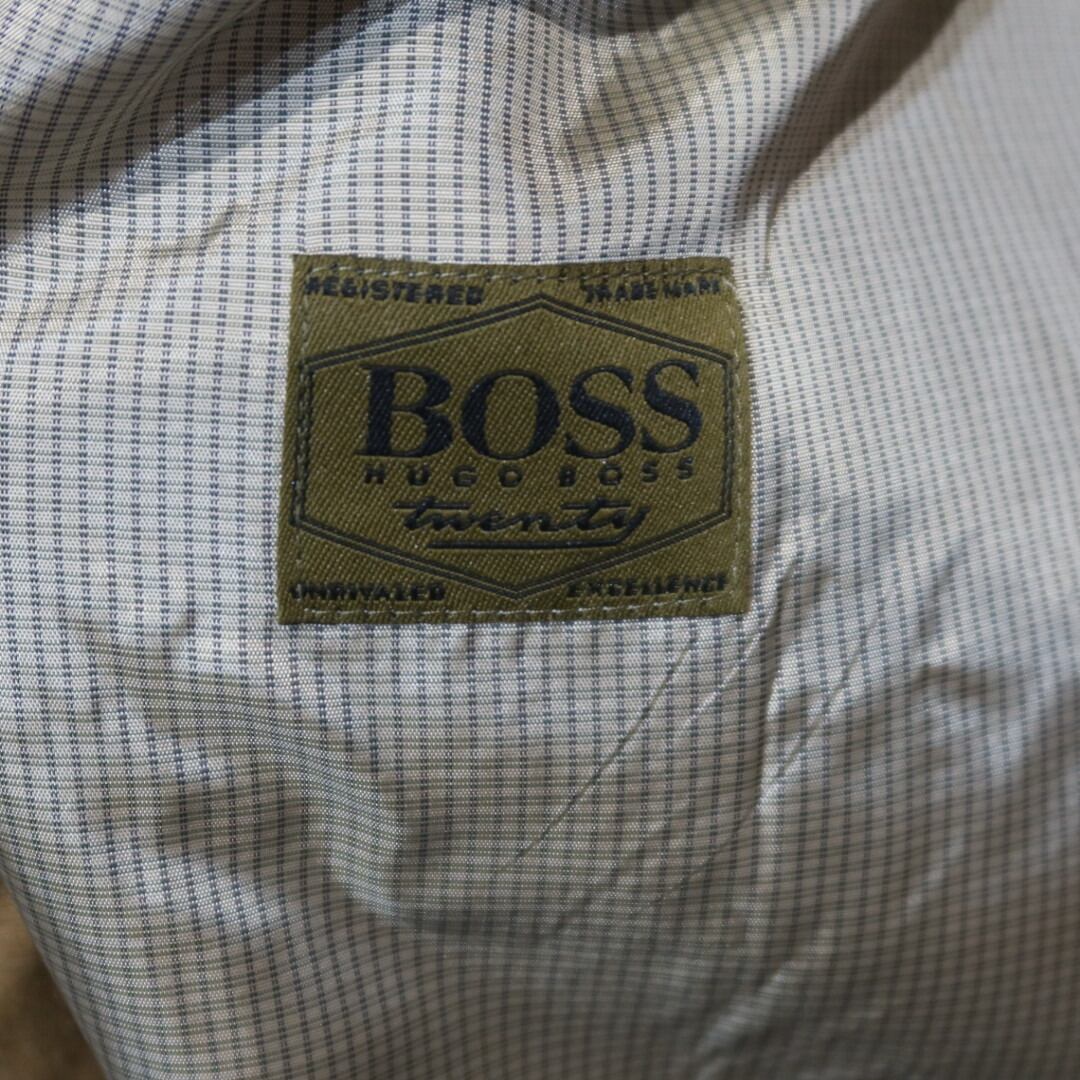 REGISTERED TRADE MARK
BOSS
HUGO BOSS
twenty
UNRIVALED EXCELLENCE